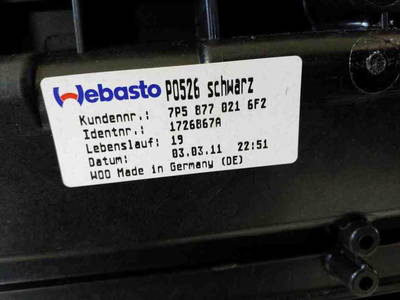 Webasto P0526 schwarz
Kundennr.: 7P5 877 021 6F2
Identnr.: 1726867A
Lebenslauf: 19
Datum: 03.03.11 22:51
WOO Made in Germany (DE)